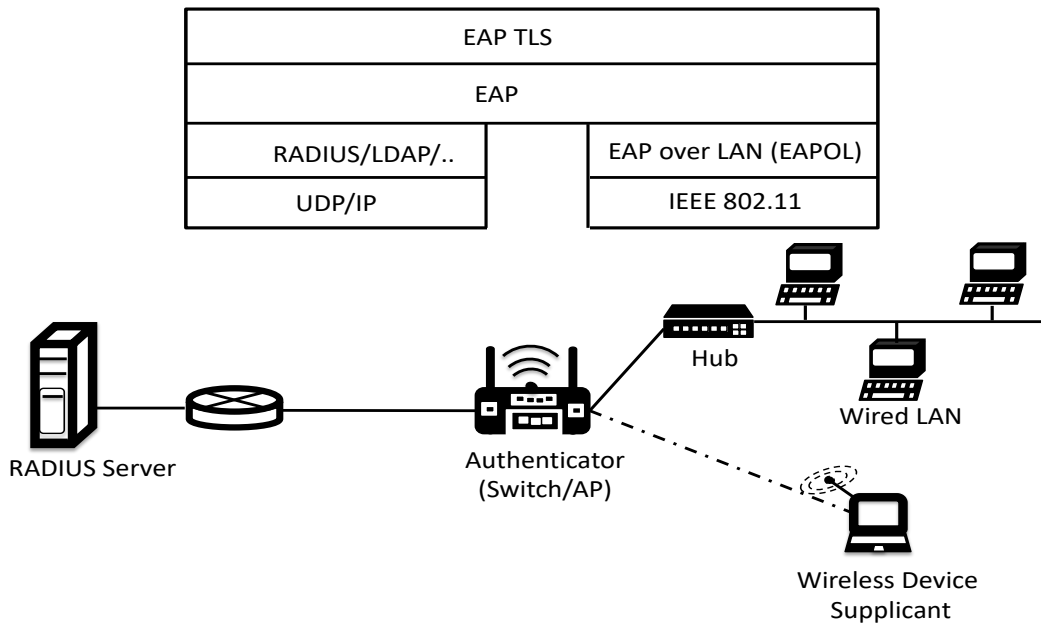 EAP TLS
EAP
RADIUS/LDAP/..
EAP over LAN (EAPOL)
UDP/IP
IEEE 802.11
Hub
Wired LAN
RADIUS Server
Authenticator
(Switch/AP)
Wireless Device
Supplicant